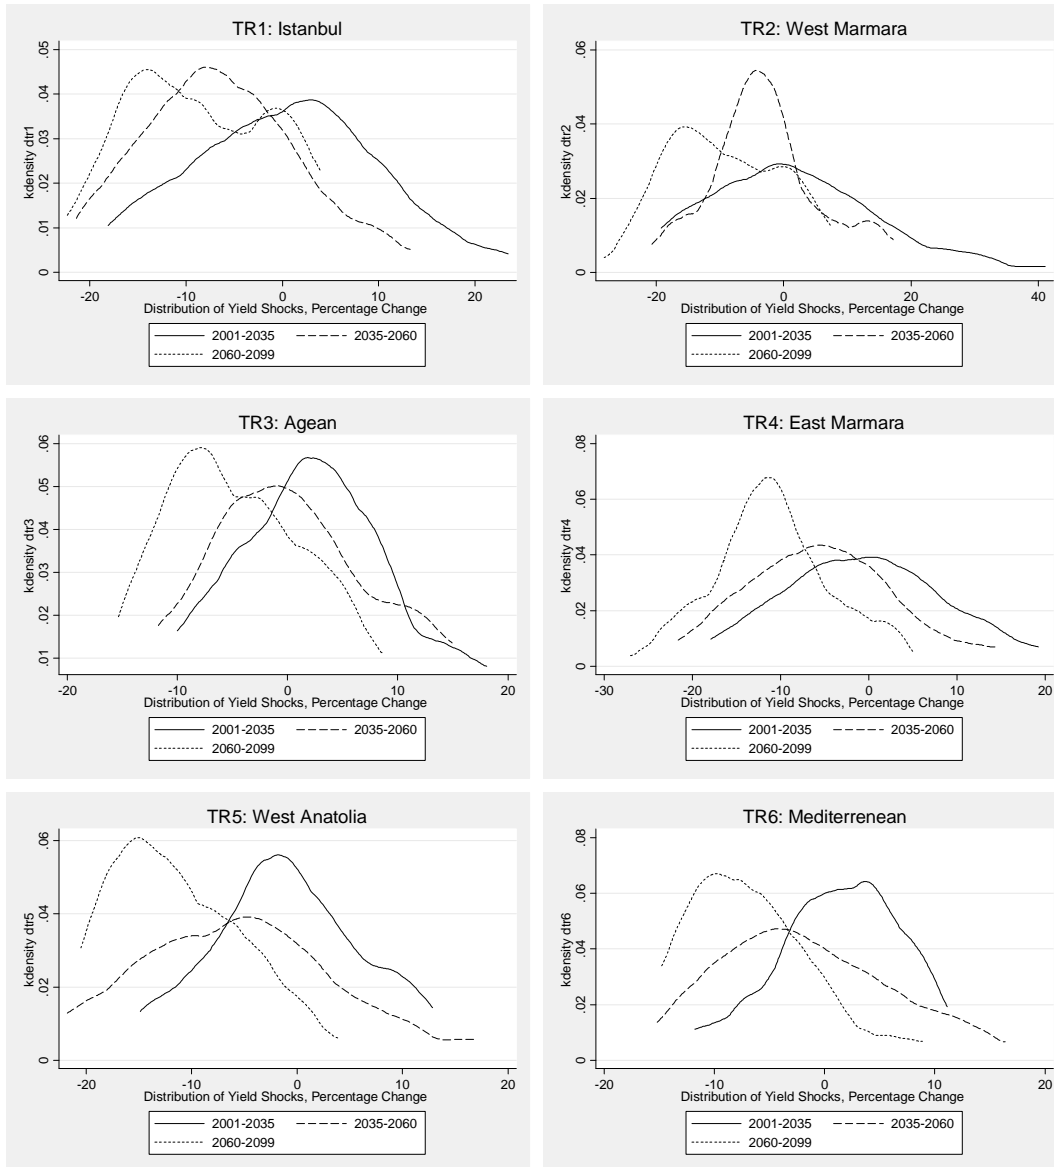 TR1: Istanbul
kdensity dtr1
0 .01 .02 .03 .04 .05
-20 -10 0 10 20
Distribution of Yield Shocks, Percentage Change
2001-2035 2035-2060
2060-2099
TR2: West Marmara
kdensity dtr2
0 .02 .04 .06
-20 0 20 40
Distribution of Yield Shocks, Percentage Change
2001-2035 2035-2060
2060-2099
TR3: Agean
kdensity dtr3
.01 .02 .03 .04 .05 .06
-20 -10 0 10 20
Distribution of Yield Shocks, Percentage Change
2001-2035 2035-2060
2060-2099
TR4: East Marmara
kdensity dtr4
0 .02 .04 .06 .08
-30 -20 -10 0 10 20
Distribution of Yield Shocks, Percentage Change
2001-2035 2035-2060
2060-2099
TR5: West Anatolia
kdensity dtr5
0 .02 .04 .06
-20 -10 0 10 20
Distribution of Yield Shocks, Percentage Change
2001-2035 2035-2060
2060-2099
TR6: Mediterrenean
kdensity dtr6
0 .02 .04 .06 .08
-20 -10 0 10 20
Distribution of Yield Shocks, Percentage Change
2001-2035 2035-2060
2060-2099